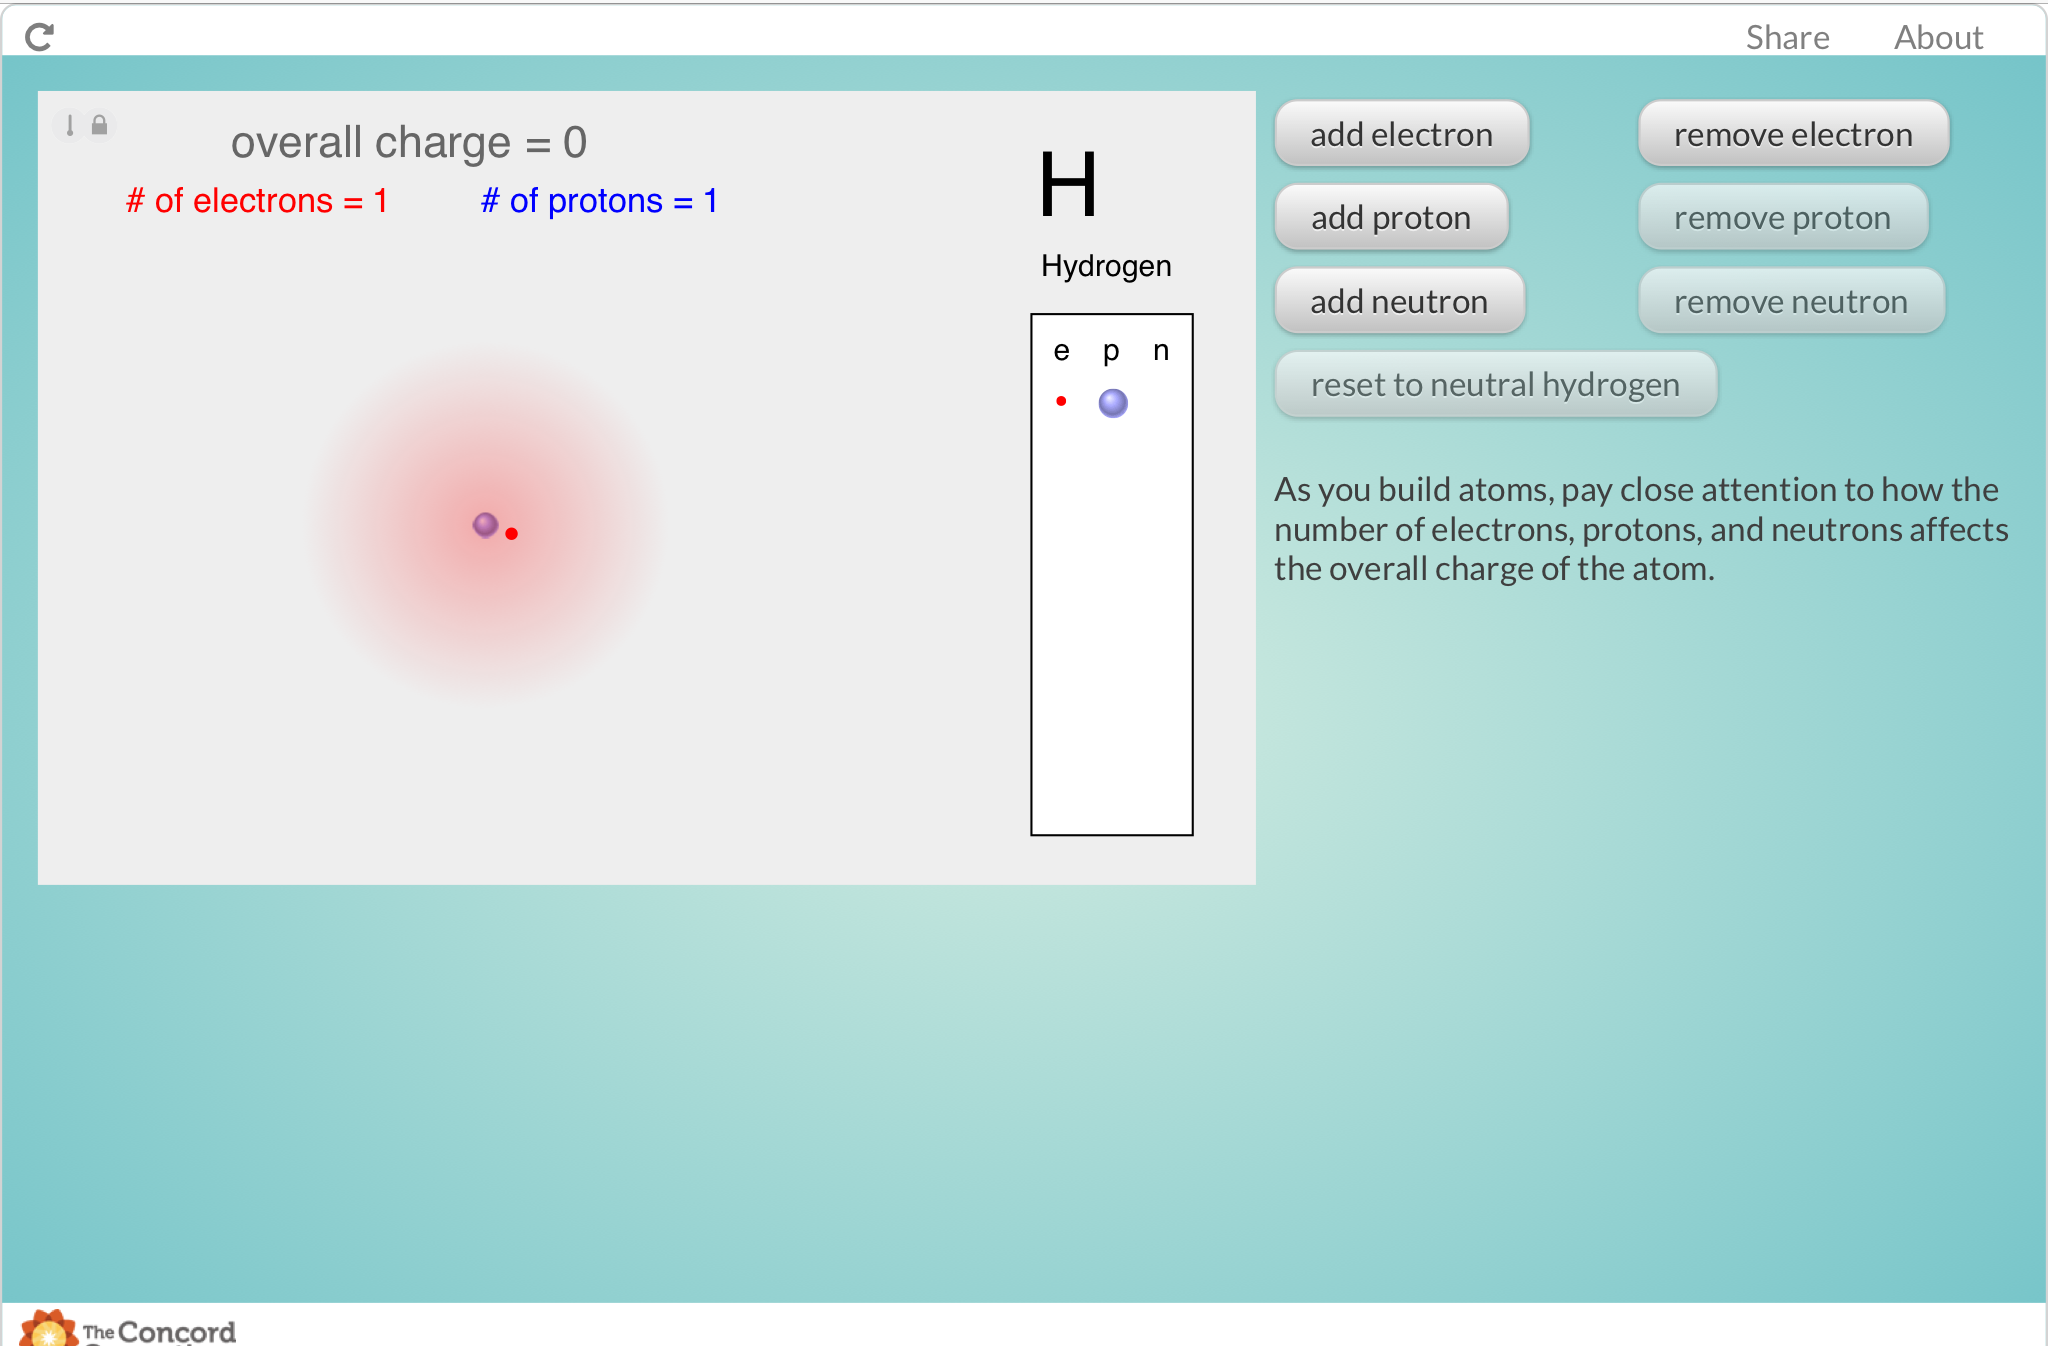 Share About
overall charge = 0
# of electrons = 1 # of protons = 1
H
Hydrogen
e p n
add electron remove electron
add proton remove proton
add neutron remove neutron
reset to neutral hydrogen
As you build atoms, pay close attention to how the
number of electrons, protons, and neutrons affects
the overall charge of the atom.
The Concord